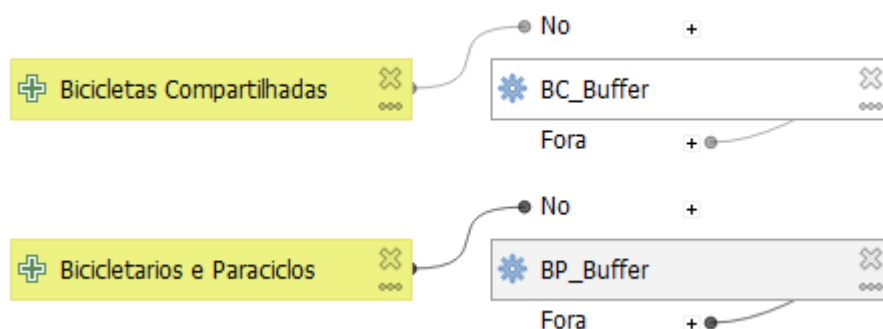 No
Bicicletas Compartilhadas
BC_Buffer
Fora
No
Bicicletarios e Paraciclos
BP_Buffer
Fora